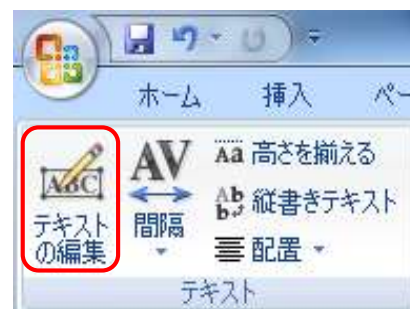 ホーム 挿入 ペー
ABC テキストの編集
AV 間隔
Aa 高さを揃える
Ab 縦書きテキスト
配置
テキスト